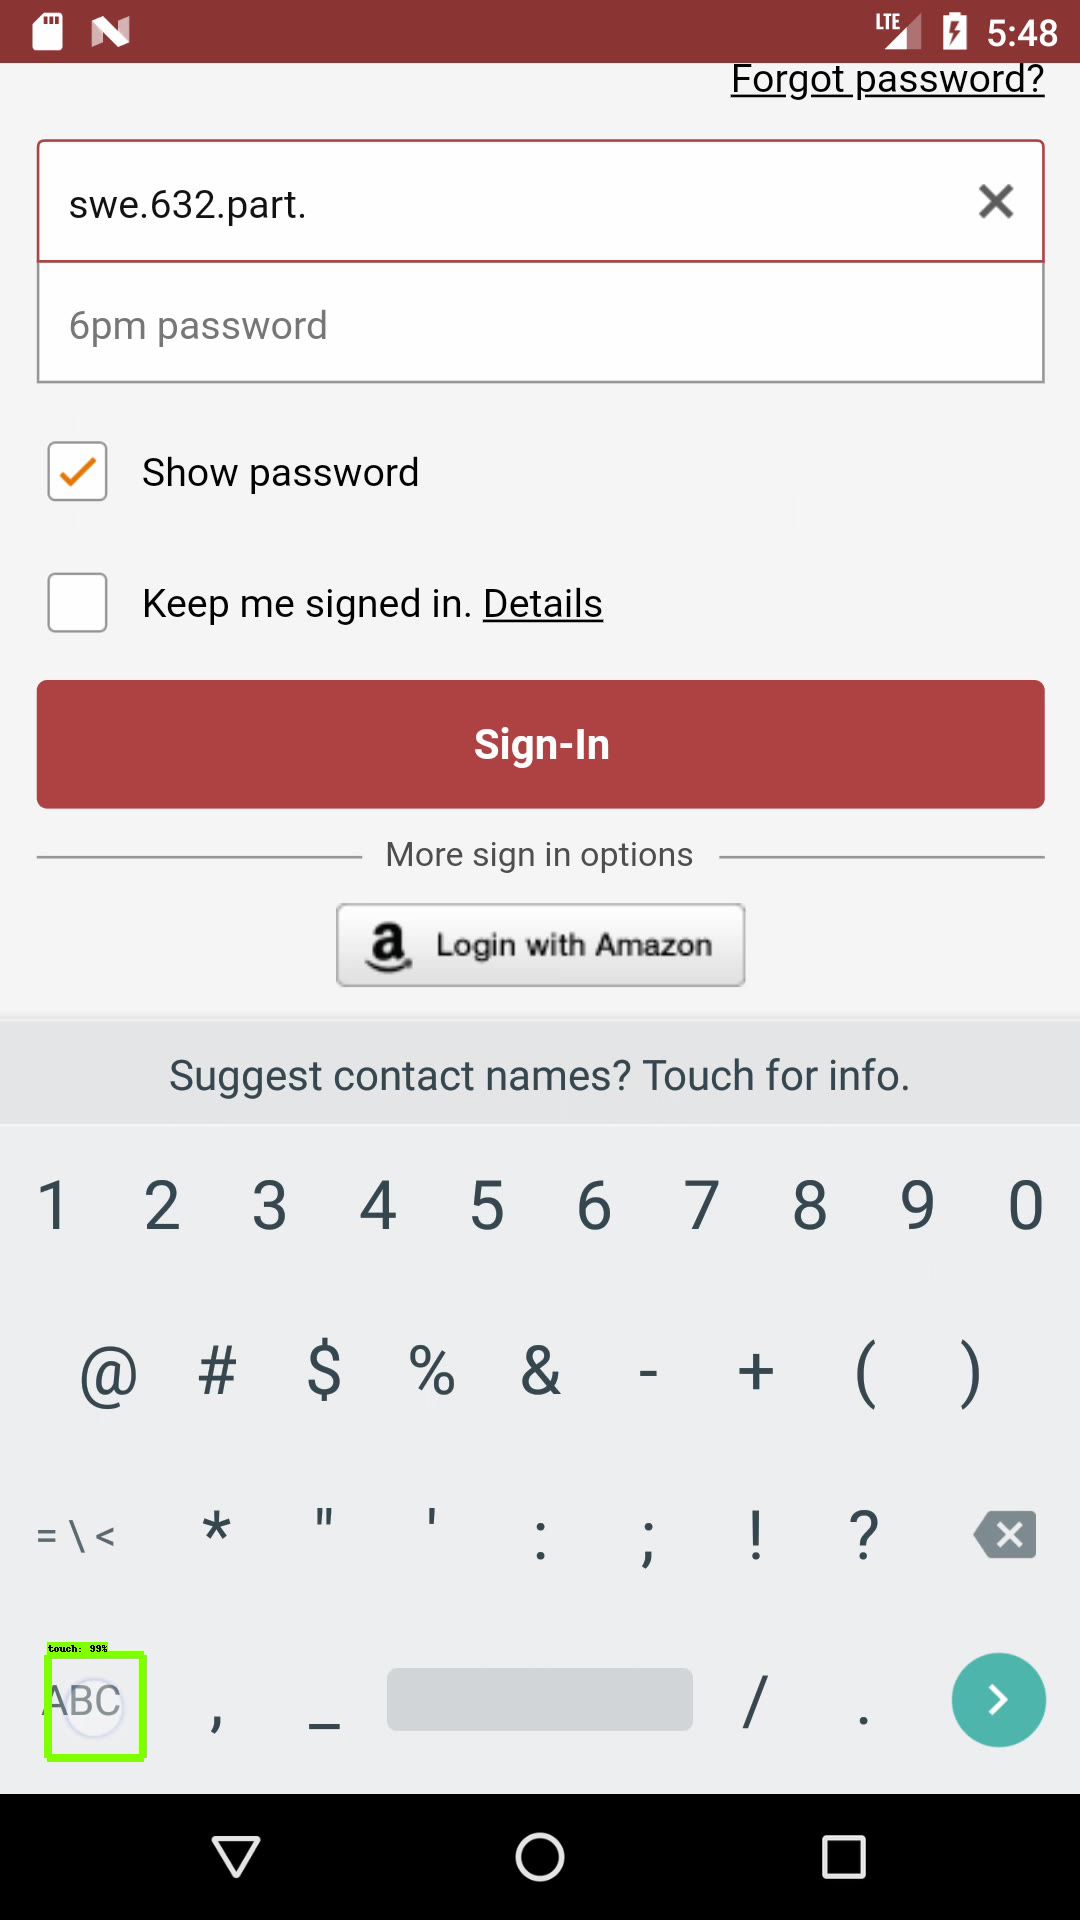 5:48
LTE
Forgot password?
swe.632.part.
6pm password
Show password
Keep me signed in. Details
Sign-In
More sign in options
a Login with Amazon
Suggest contact names? Touch for info.
1 2 3 4 5 6 7 8 9 0
@ # $ % & - + ( )
= \ < * " ' : ; ! ?
touch: 99%
ABC , _ / .